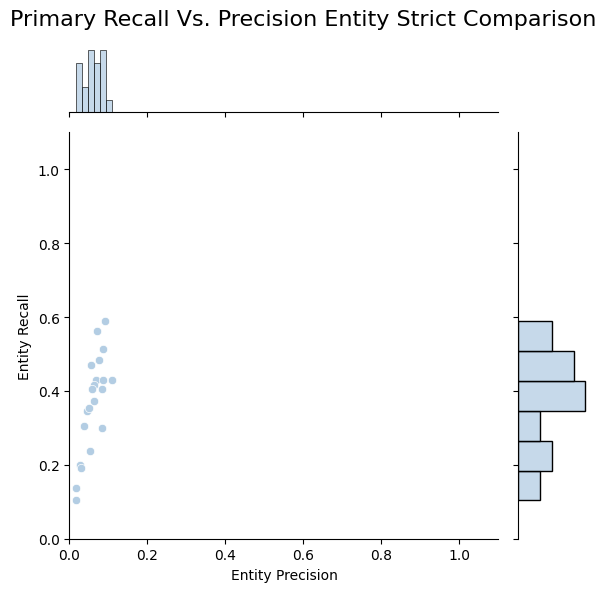 Primary Recall Vs. Precision Entity Strict Comparison
1.0
0.8
0.6
0.4
0.2
0.0
Entity Recall
0.0 0.2 0.4 0.6 0.8 1.0
Entity Precision